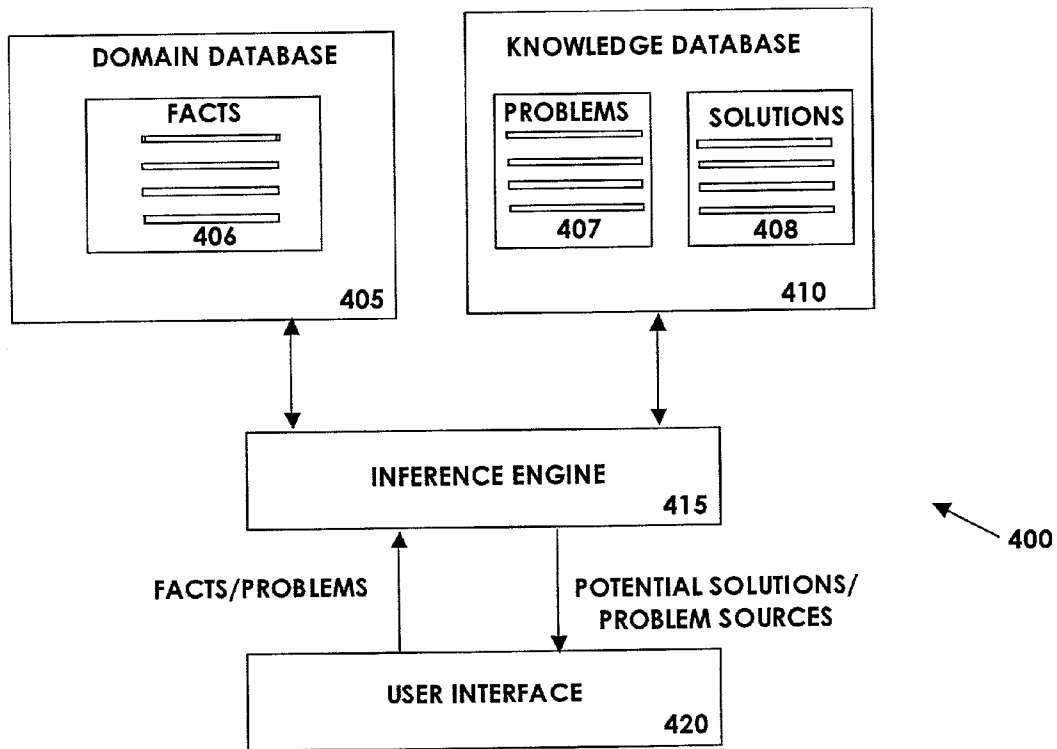 DOMAIN DATABASE
FACTS
406
405
KNOWLEDGE DATABASE
PROBLEMS
407
SOLUTIONS
408
410
INFERENCE ENGINE
415
400
FACTS/PROBLEMS
POTENTIAL SOLUTIONS/
PROBLEM SOURCES
USER INTERFACE
420